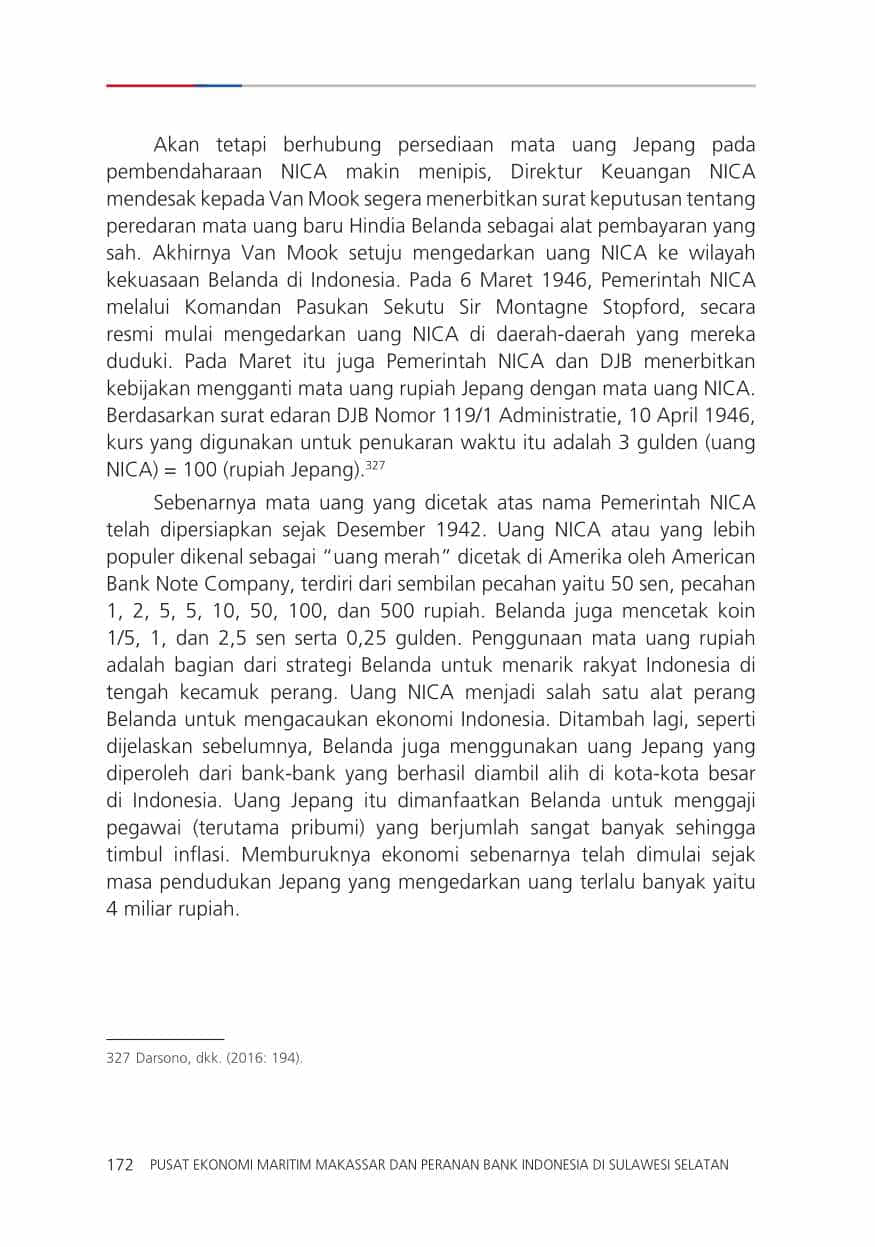 Akan tetapi berhubung persediaan mata uang Jepang pada
pembendaharaan NICA makin menipis, Direktur Keuangan NICA
mendesak kepada Van Mook segera menerbitkan surat keputusan tentang
peredaran mata uang baru Hindia Belanda sebagai alat pembayaran yang
sah. Akhirnya Van Mook setuju mengedarkan uang NICA ke wilayah
kekuasaan Belanda di Indonesia. Pada 6 Maret 1946, Pemerintah NICA
melalui Komandan Pasukan Sekutu Sir Montagne Stopford, secara
resmi mulai mengedarkan uang NICA di daerah-daerah yang mereka
duduki. Pada Maret itu juga Pemerintah NICA dan DJB menerbitkan
kebijakan mengganti mata uang rupiah Jepang dengan mata uang NICA.
Berdasarkan surat edaran DJB Nomor 119/1 Administratie, 10 April 1946,
kurs yang digunakan untuk penukaran waktu itu adalah 3 gulden (uang
NICA) = 100 (rupiah Jepang).³²⁷
Sebenarnya mata uang yang dicetak atas nama Pemerintah NICA
telah dipersiapkan sejak Desember 1942. Uang NICA atau yang lebih
populer dikenal sebagai “uang merah” dicetak di Amerika oleh American
Bank Note Company, terdiri dari sembilan pecahan yaitu 50 sen, pecahan
1, 2, 5, 5, 10, 50, 100, dan 500 rupiah. Belanda juga mencetak koin
1/5, 1, dan 2,5 sen serta 0,25 gulden. Penggunaan mata uang rupiah
adalah bagian dari strategi Belanda untuk menarik rakyat Indonesia di
tengah kecamuk perang. Uang NICA menjadi salah satu alat perang
Belanda untuk mengacaukan ekonomi Indonesia. Ditambah lagi, seperti
dijelaskan sebelumnya, Belanda juga menggunakan uang Jepang yang
diperoleh dari bank-bank yang berhasil diambil alih di kota-kota besar
di Indonesia. Uang Jepang itu dimanfaatkan Belanda untuk menggaji
pegawai (terutama pribumi) yang berjumlah sangat banyak sehingga
timbul inflasi. Memburuknya ekonomi sebenarnya telah dimulai sejak
masa pendudukan Jepang yang mengedarkan uang terlalu banyak yaitu
4 miliar rupiah.
327 Darsono, dkk. (2016: 194).
172 PUSAT EKONOMI MARITIM MAKASSAR DAN PERANAN BANK INDONESIA DI SULAWESI SELATAN